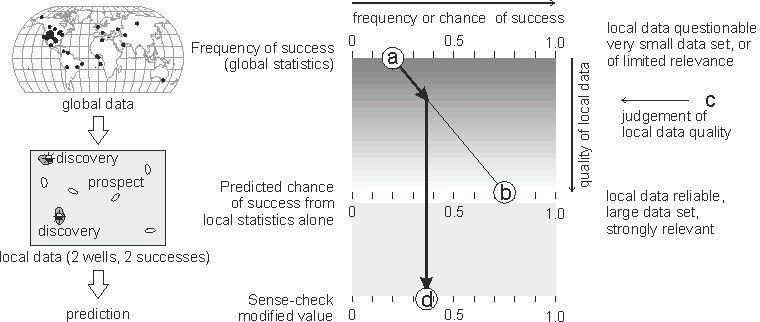 global data
discovery
prospect
discovery
local data (2 wells, 2 successes)
prediction
frequency or chance of success
Frequency of success
(global statistics)
0 0.5 1.0
a
quality of local data
Predicted chance
of success from
local statistics alone
b
0 0.5 1.0
Sense-check
modified value
d
0 0.5 1.0
local data questionable
very small data set, or
of limited relevance
c
judgement of
local data quality
local data reliable,
large data set,
strongly relevant